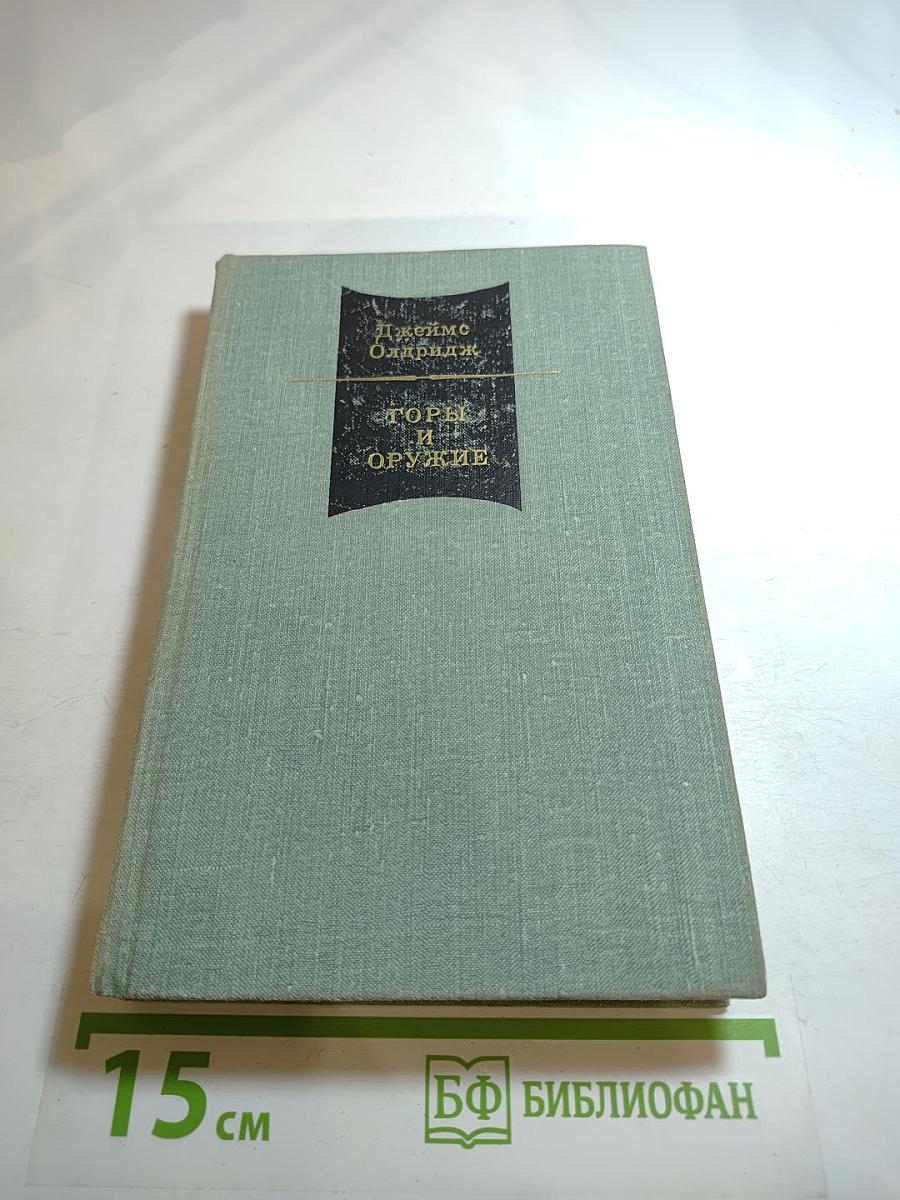 Джеймс
Олдридж
ГОРЫ
И
ОРУЖИЕ
15 см
БФ БИБЛИОФАН